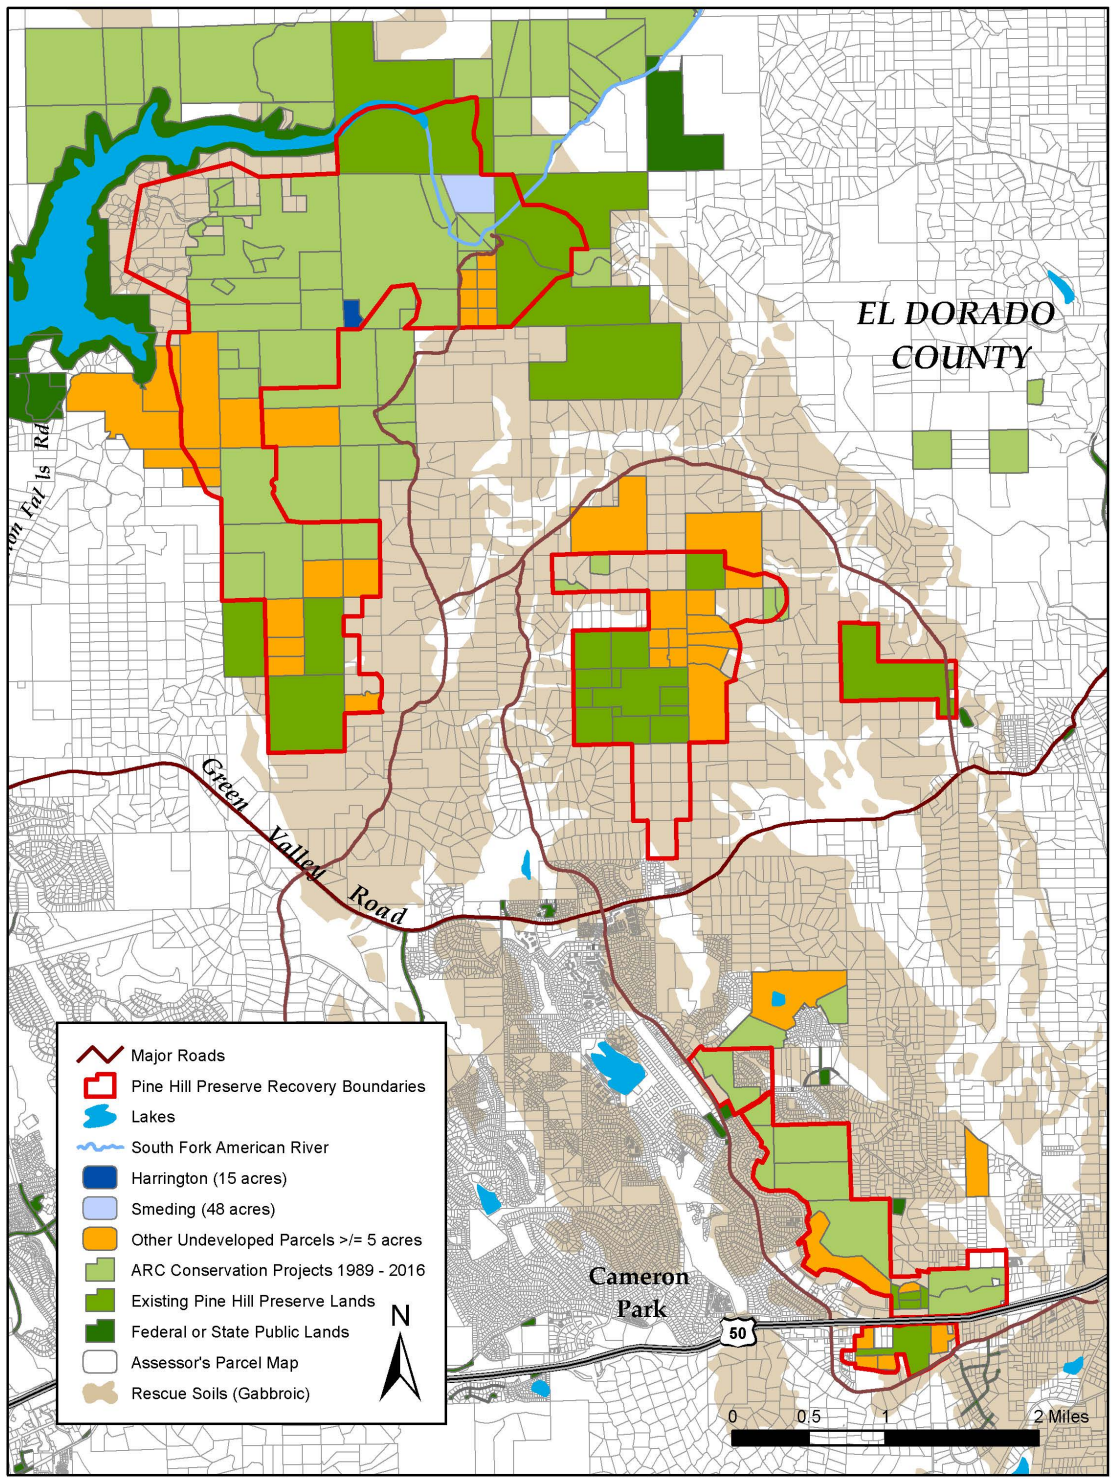 EL DORADO
COUNTY
Fal ls Rd
Green
Valley
Road
Major Roads
Pine Hill Preserve Recovery Boundaries
Lakes
South Fork American River
Harrington (15 acres)
Smeding (48 acres)
Other Undeveloped Parcels >/= 5 acres
ARC Conservation Projects 1989 - 2016
Existing Pine Hill Preserve Lands
Federal or State Public Lands
Assessor's Parcel Map
Rescue Soils (Gabbroic)
N
Cameron
Park
50
0 0.5 1 2 Miles